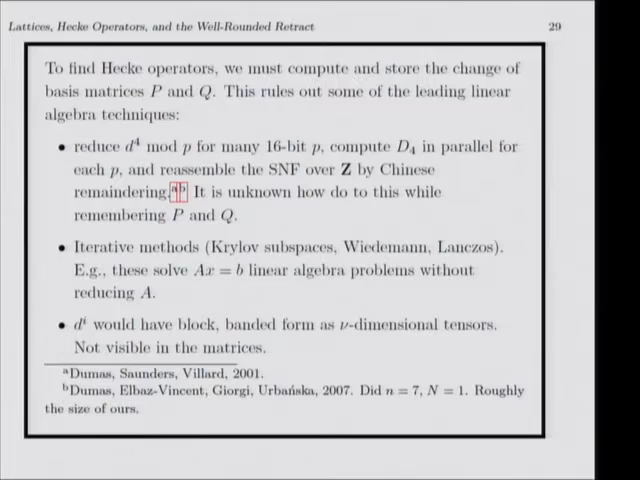 Lattices, Hecke Operators, and the Well-Rounded Retract 29
To find Hecke operators, we must compute and store the change of
basis matrices P and Q. This rules out some of the leading linear
algebra techniques:
• reduce d⁴ mod p for many 16-bit p, compute D₄ in parallel for
each p, and reassemble the SNF over Z by Chinese
remaindering.ᵃᵇ It is unknown how do to this while
remembering P and Q.
• Iterative methods (Krylov subspaces, Wiedemann, Lanczos).
E.g., these solve Ax = b linear algebra problems without
reducing A.
• dⁱ would have block, banded form as ν-dimensional tensors.
Not visible in the matrices.
ᵃDumas, Saunders, Villard, 2001.
ᵇDumas, Elbaz-Vincent, Giorgi, Urbańska, 2007. Did n = 7, N = 1. Roughly
the size of ours.